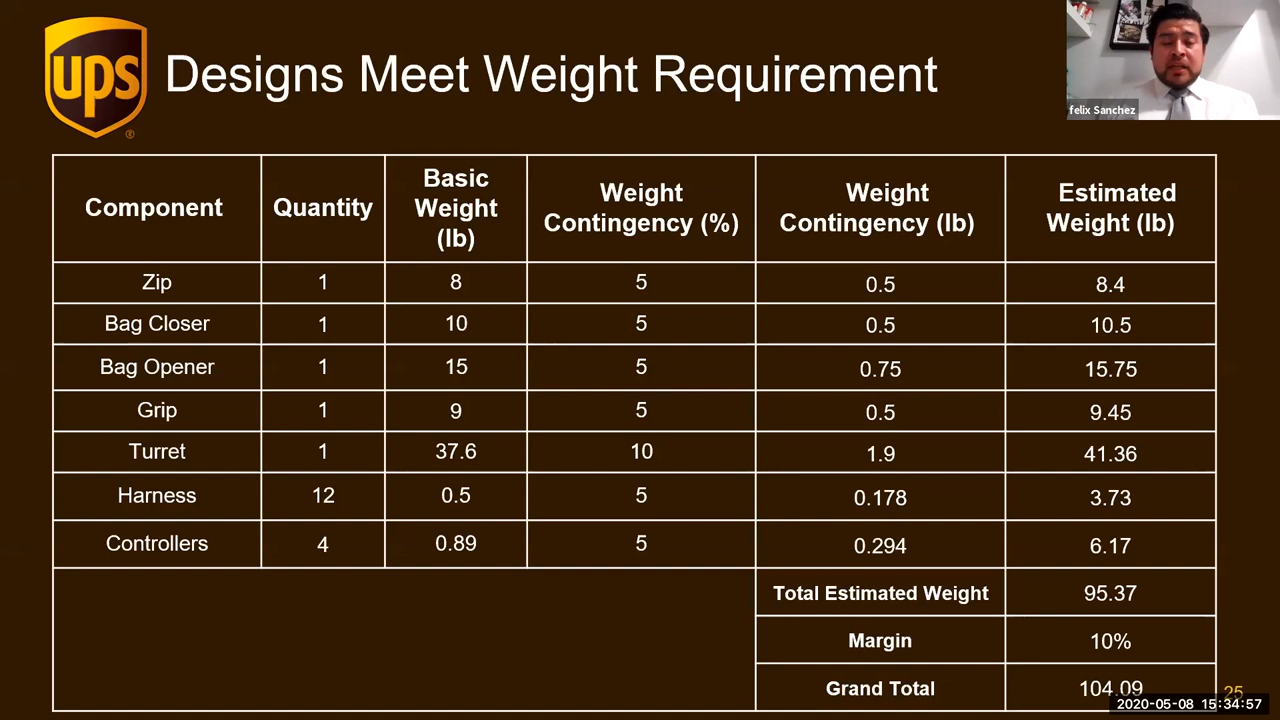 ups
®
Designs Meet Weight Requirement
felix Sanchez
Component
Quantity
Basic
Weight
(lb)
Weight
Contingency (%)
Weight
Contingency (lb)
Estimated
Weight (lb)
Zip 1 8 5 0.5 8.4
Bag Closer 1 10 5 0.5 10.5
Bag Opener 1 15 5 0.75 15.75
Grip 1 9 5 0.5 9.45
Turret 1 37.6 10 1.9 41.36
Harness 12 0.5 5 0.178 3.73
Controllers 4 0.89 5 0.294 6.17
Total Estimated Weight 95.37
Margin 10%
Grand Total 104.09
25
2020-05-08 15:34:57